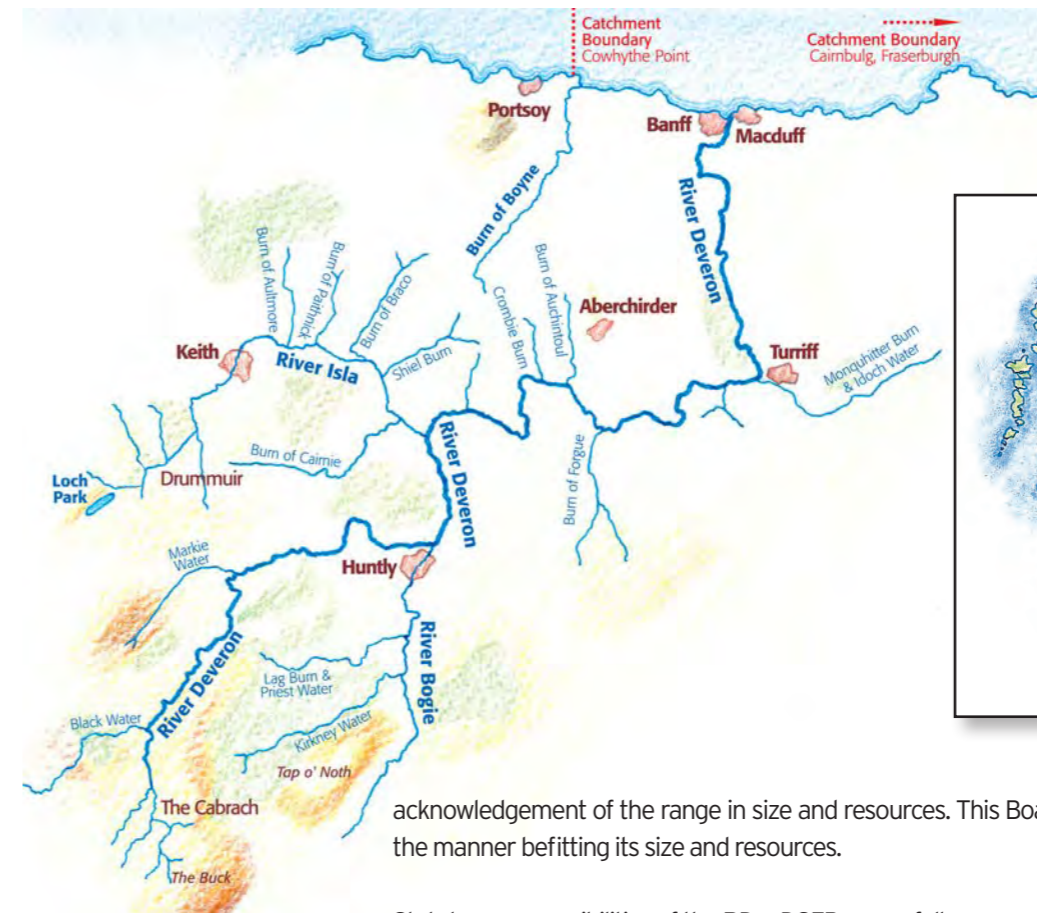 Catchment
Boundary
Cowhythe Point
Catchment Boundary
Cairnbulg, Fraserburgh
Portsoy
Banff
Macduff
Burn of Boyne
River Deveron
Burn of Aultmore
Burn of Paithnick
Burn of Braco
Crombie Burn
Burn of Auchintoul
Aberchirder
Keith
River Isla
Shiel Burn
Turriff
Monquhitter Burn
& Idoch Water
Burn of Cairnie
River Deveron
Burn of Forgue
Loch
Park
Drummuir
Markie
Water
Huntly
River Deveron
River Bogie
Lag Burn &
Priest Water
Black Water
Kirkney Water
Tap o' Noth
The Cabrach
The Buck
acknowledgement of the range in size and resources. This Boa
the manner befitting its size and resources.